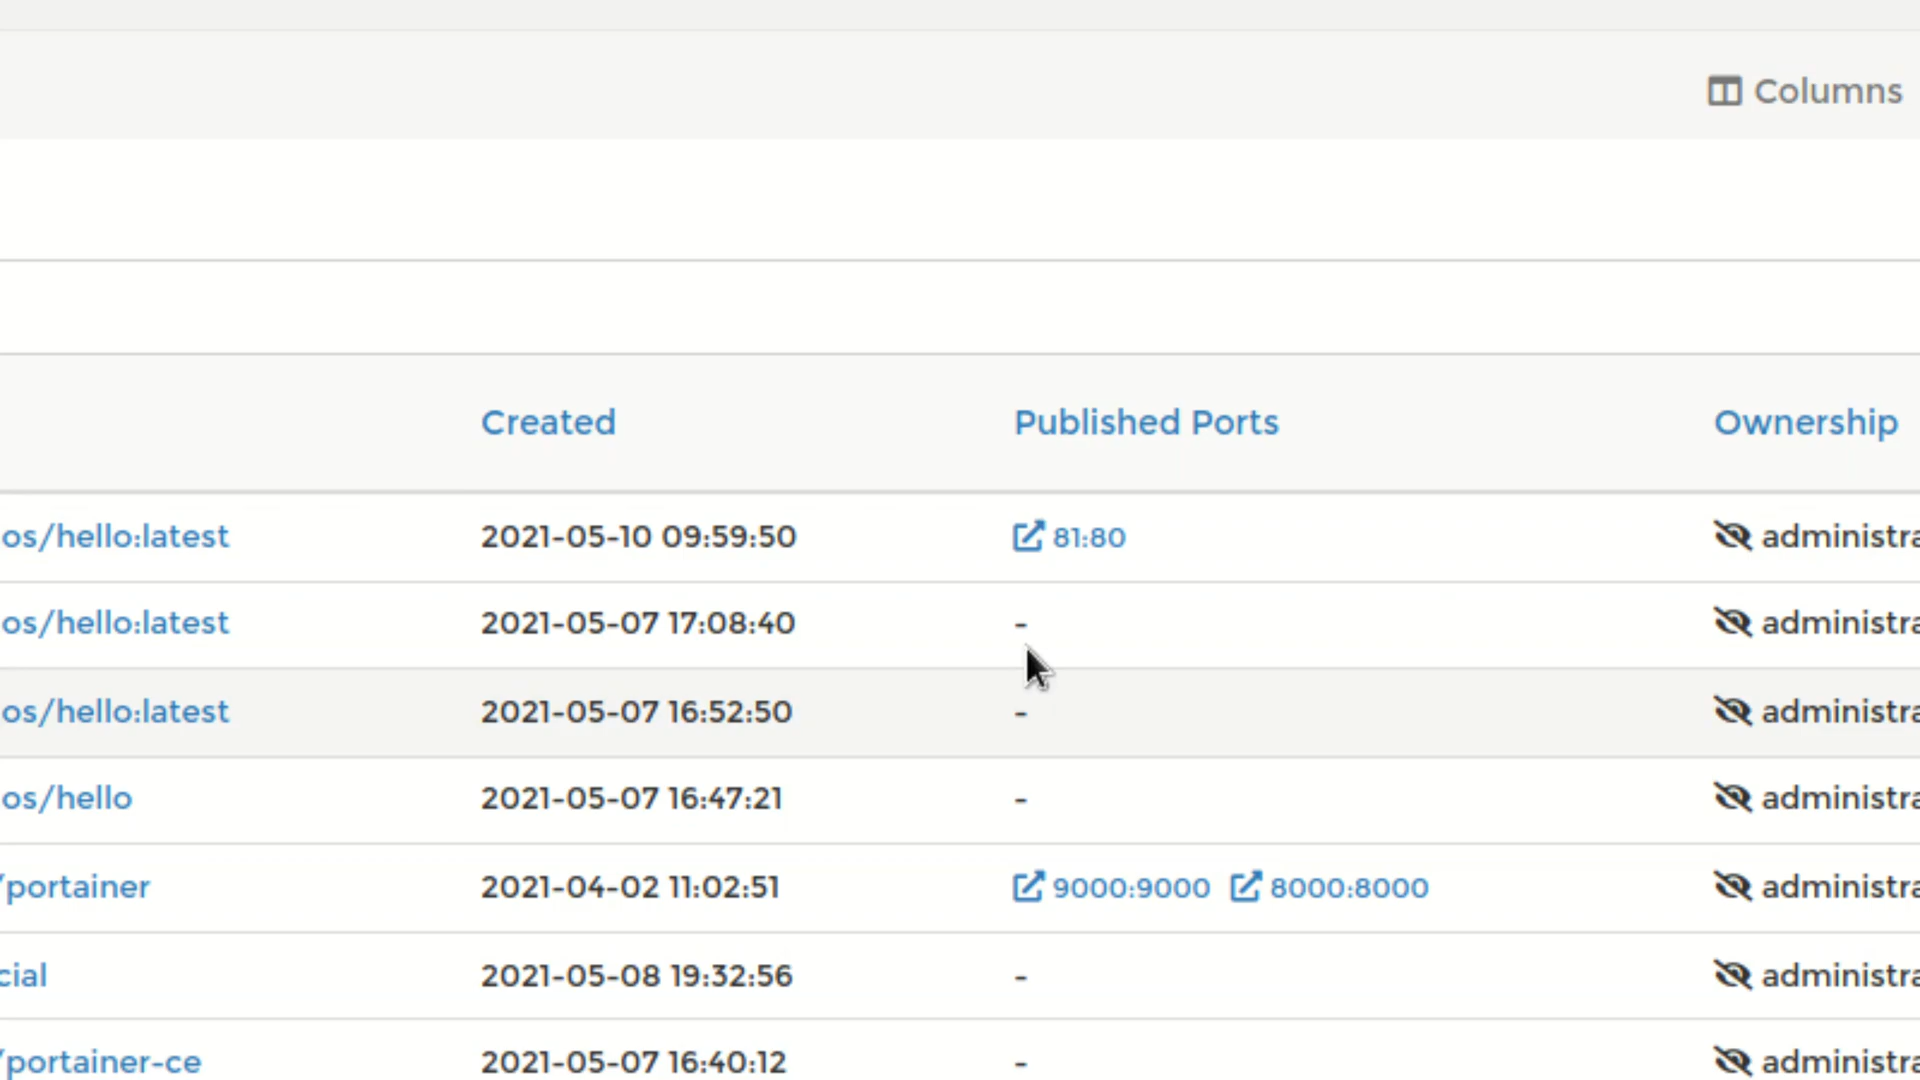 Columns
Created Published Ports Ownership
os/hello:latest 2021-05-10 09:59:50 81:80 administra
os/hello:latest 2021-05-07 17:08:40 - administra
os/hello:latest 2021-05-07 16:52:50 - administra
os/hello 2021-05-07 16:47:21 - administra
/portainer 2021-04-02 11:02:51 9000:9000 8000:8000 administra
cial 2021-05-08 19:32:56 - administra
/portainer-ce 2021-05-07 16:40:12 - administra